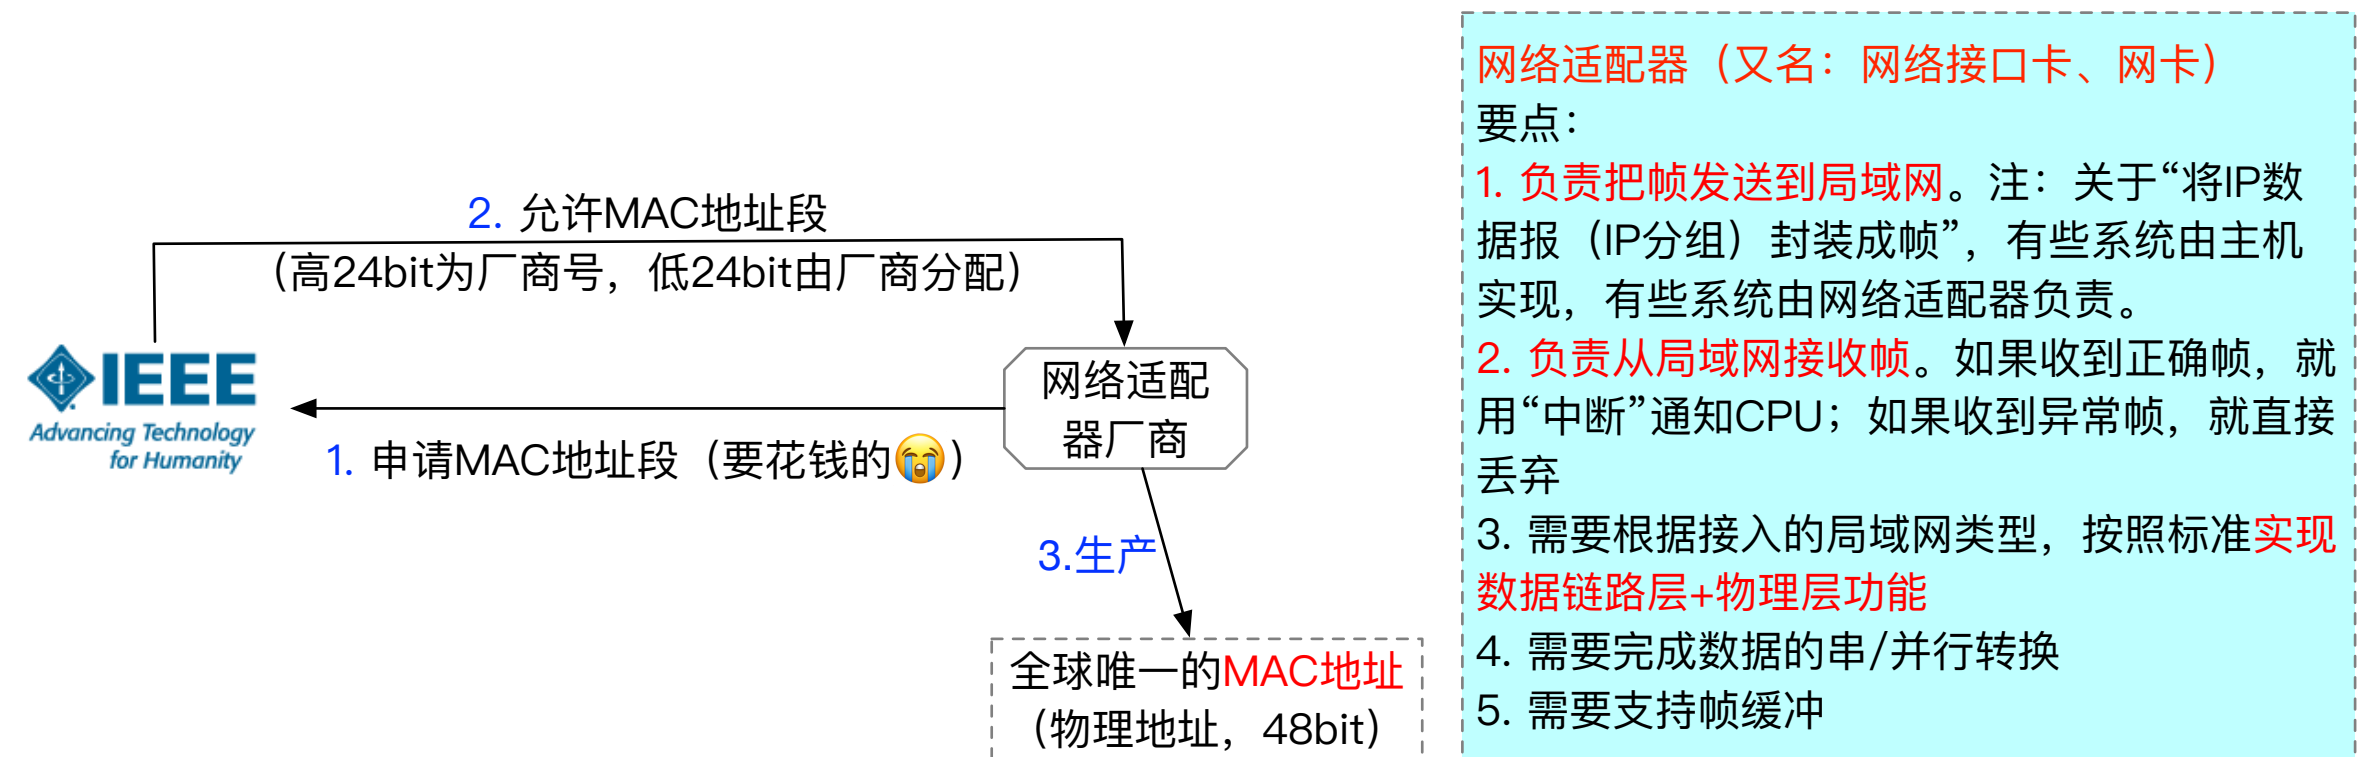 2. 允许MAC地址段
（高24bit为厂商号，低24bit由厂商分配）
IEEE
Advancing Technology
for Humanity
1. 申请MAC地址段（要花钱的😭）
网络适配
器厂商
3.生产
全球唯一的MAC地址
（物理地址，48bit）
网络适配器（又名：网络接口卡、网卡）
要点：
1. 负责把帧发送到局域网。注：关于“将IP数
据报（IP分组）封装成帧”，有些系统由主机
实现，有些系统由网络适配器负责。
2. 负责从局域网接收帧。如果收到正确帧，就
用“中断”通知CPU；如果收到异常帧，就直接
丢弃
3. 需要根据接入的局域网类型，按照标准实现
数据链路层+物理层功能
4. 需要完成数据的串/并行转换
5. 需要支持帧缓冲